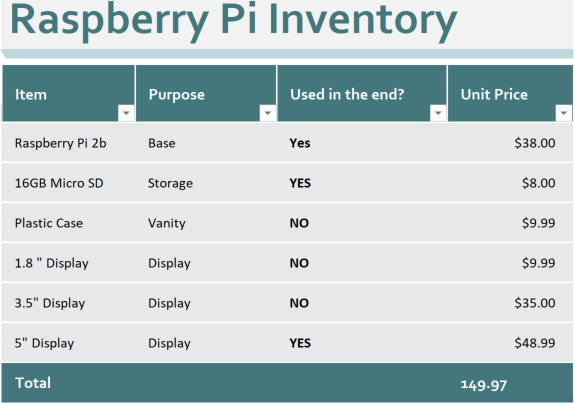 Raspberry Pi Inventory
Item Purpose Used in the end? Unit Price
Raspberry Pi 2b Base Yes $38.00
16GB Micro SD Storage YES $8.00
Plastic Case Vanity NO $9.99
1.8 " Display Display NO $9.99
3.5" Display Display NO $35.00
5" Display Display YES $48.99
Total 149.97